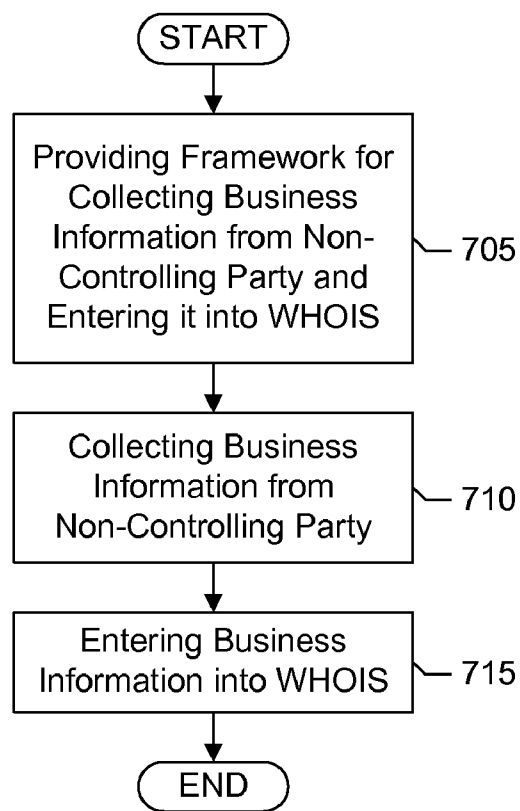 START
Providing Framework for
Collecting Business
Information from Non-
Controlling Party and
Entering it into WHOIS
705
Collecting Business
Information from
Non-Controlling Party
710
Entering Business
Information into WHOIS
715
END